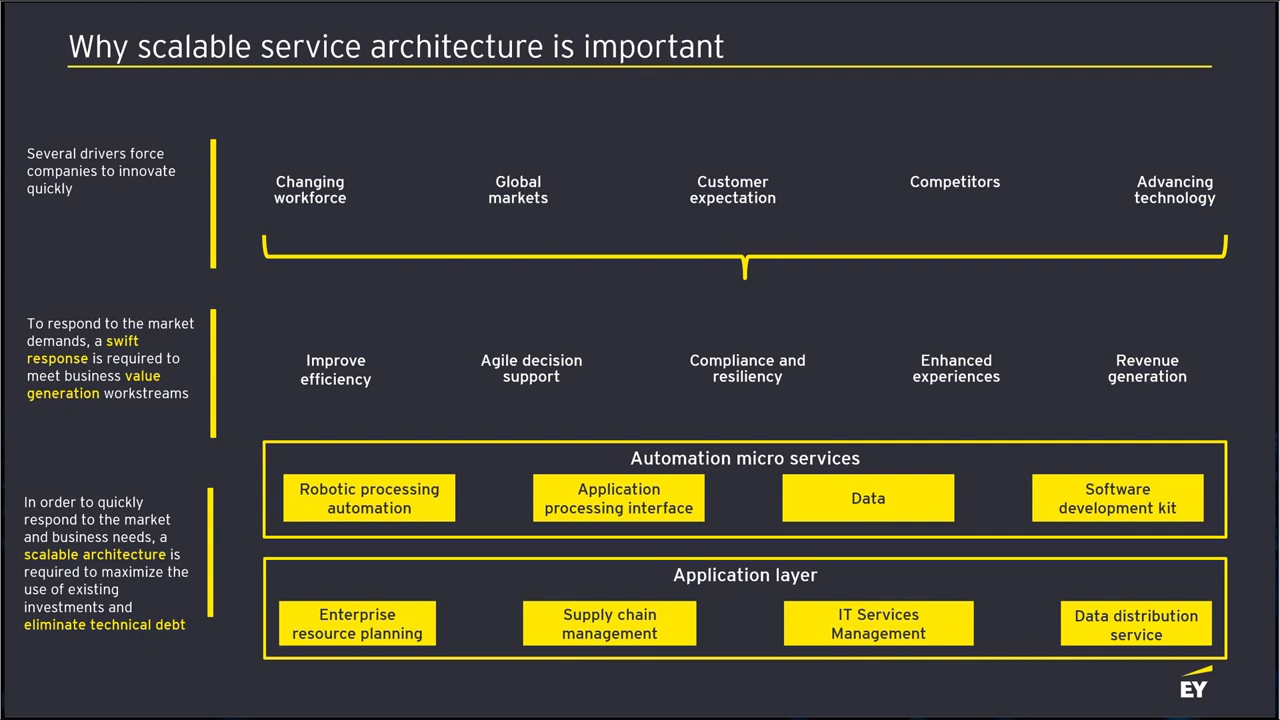 Why scalable service architecture is important
Several drivers force
companies to innovate
quickly
Changing
workforce
Global
markets
Customer
expectation
Competitors
Advancing
technology
To respond to the market
demands, a swift
response is required to
meet business value
generation workstreams
Improve
efficiency
Agile decision
support
Compliance and
resiliency
Enhanced
experiences
Revenue
generation
In order to quickly
respond to the market
and business needs, a
scalable architecture is
required to maximize the
use of existing
investments and
eliminate technical debt
Automation micro services
Robotic processing
automation
Application
processing interface
Data
Software
development kit
Application layer
Enterprise
resource planning
Supply chain
management
IT Services
Management
Data distribution
service
EY